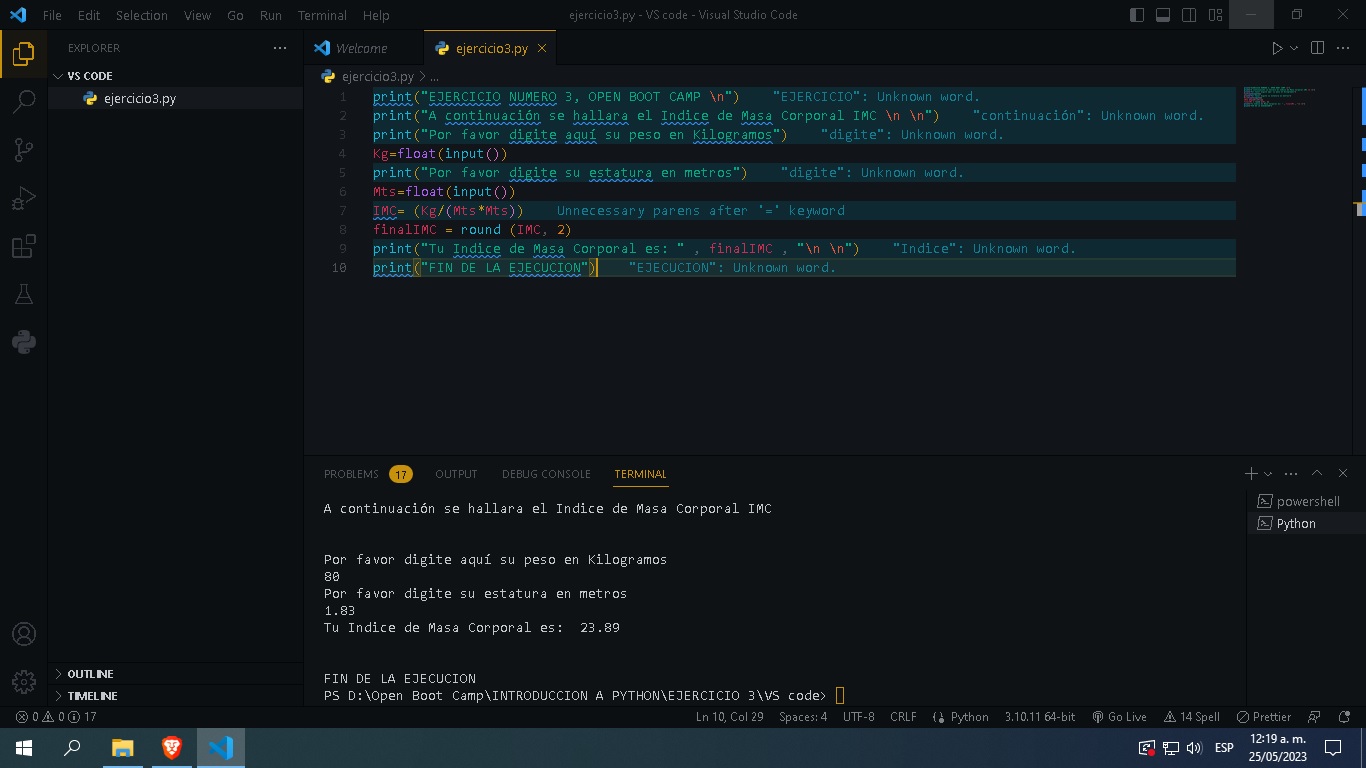 File Edit Selection View Go Run Terminal Help ejercicio3.py - VS code - Visual Studio Code
EXPLORER ···
VS CODE
ejercicio3.py
OUTLINE
TIMELINE
Welcome ejercicio3.py
ejercicio3.py > ...
1 print("EJERCICIO NUMERO 3, OPEN BOOT CAMP \n") "EJERCICIO": Unknown word.
2 print("A continuación se hallara el Indice de Masa Corporal IMC \n \n") "continuación": Unknown word.
3 print("Por favor digite aquí su peso en Kilogramos") "digite": Unknown word.
4 Kg=float(input())
5 print("Por favor digite su estatura en metros") "digite": Unknown word.
6 Mts=float(input())
7 IMC= (Kg/(Mts*Mts)) Unnecessary parens after '=' keyword
8 finalIMC = round (IMC, 2)
9 print("Tu Indice de Masa Corporal es: " , finalIMC , "\n \n") "Indice": Unknown word.
10 print("FIN DE LA EJECUCION") "EJECUCION": Unknown word.
PROBLEMS 17 OUTPUT DEBUG CONSOLE TERMINAL
A continuación se hallara el Indice de Masa Corporal IMC
Por favor digite aquí su peso en Kilogramos
80
Por favor digite su estatura en metros
1.83
Tu Indice de Masa Corporal es:  23.89
FIN DE LA EJECUCION
PS D:\Open Boot Camp\INTRODUCCION A PYTHON\EJERCICIO 3\VS code>
powershell
Python
0 0 17 Ln 10, Col 29 Spaces: 4 UTF-8 CRLF Python 3.10.11 64-bit Go Live 14 Spell Prettier
ESP
12:19 a. m.
25/05/2023